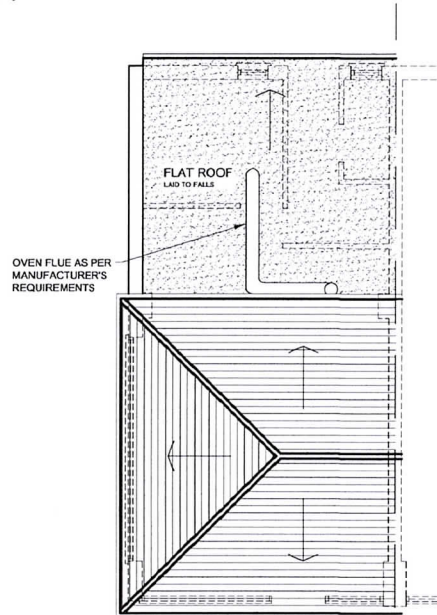 FLAT ROOF
LAID TO FALLS
OVEN FLUE AS PER
MANUFACTURER'S
REQUIREMENTS